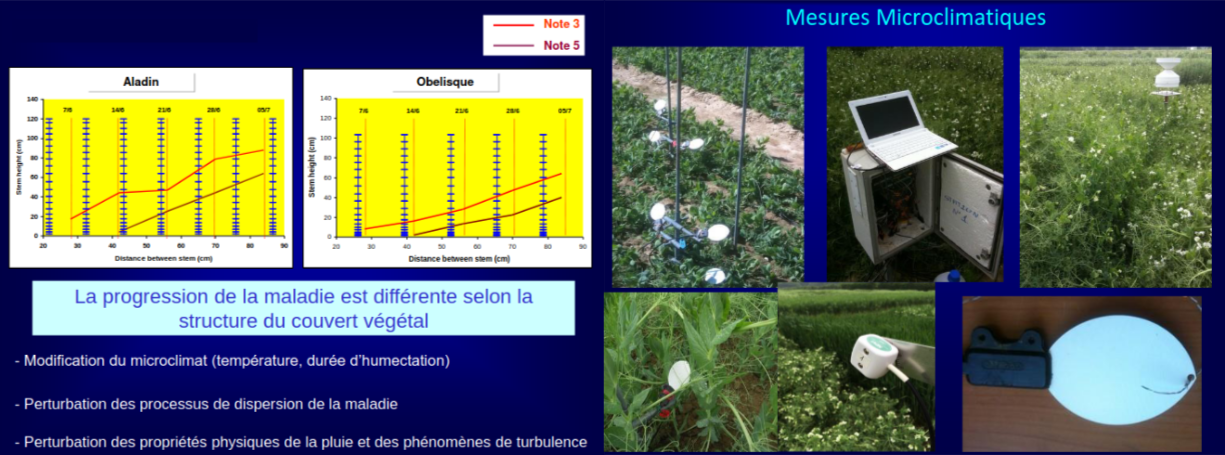 Note 3
Note 5
Aladin
140
120
100
80
60
40
20
0
7/6
14/6
21/6
28/6
05/7
Stem height (cm)
20 30 40 50 60 70 80 90
Distance between stem (cm)
Obelisque
140
120
100
80
60
40
20
0
7/6
14/6
21/6
28/6
05/7
Stem height (cm)
20 30 40 50 60 70 80 90
Distance between stem (cm)
La progression de la maladie est différente selon la
structure du couvert végétal
- Modification du microclimat (température, durée d'humectation)
- Perturbation des processus de dispersion de la maladie
- Perturbation des propriétés physiques de la pluie et des phénomènes de turbulence
Mesures Microclimatiques